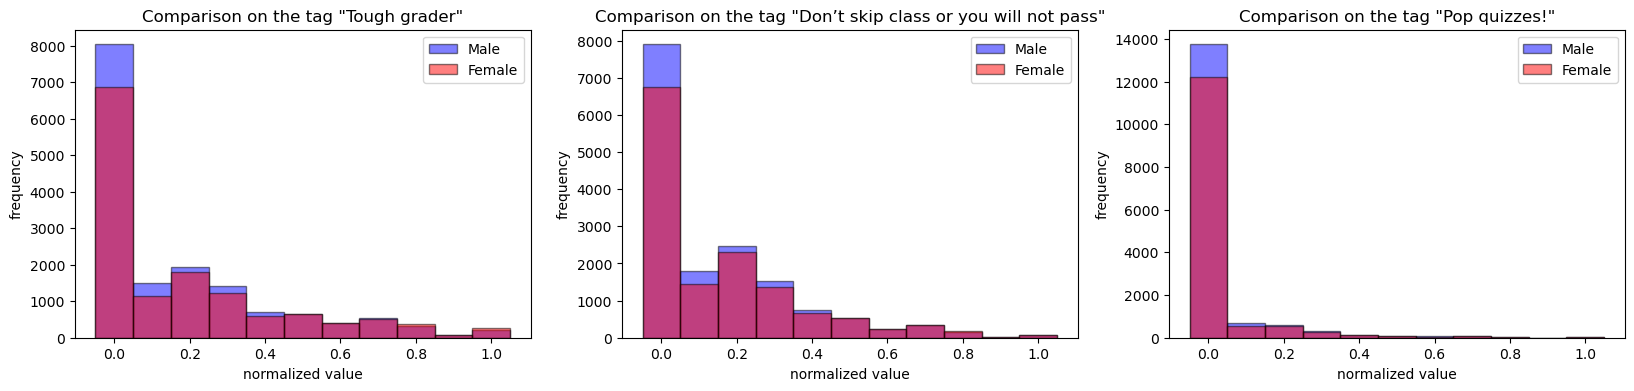 Comparison on the tag "Tough grader"
8000
7000
6000
5000
4000
3000
2000
1000
0
frequency
Male
Female
0.0 0.2 0.4 0.6 0.8 1.0
normalized value
Comparison on the tag "Don’t skip class or you will not pass"
8000
7000
6000
5000
4000
3000
2000
1000
0
frequency
Male
Female
0.0 0.2 0.4 0.6 0.8 1.0
normalized value
Comparison on the tag "Pop quizzes!"
14000
12000
10000
8000
6000
4000
2000
0
frequency
Male
Female
0.0 0.2 0.4 0.6 0.8 1.0
normalized value